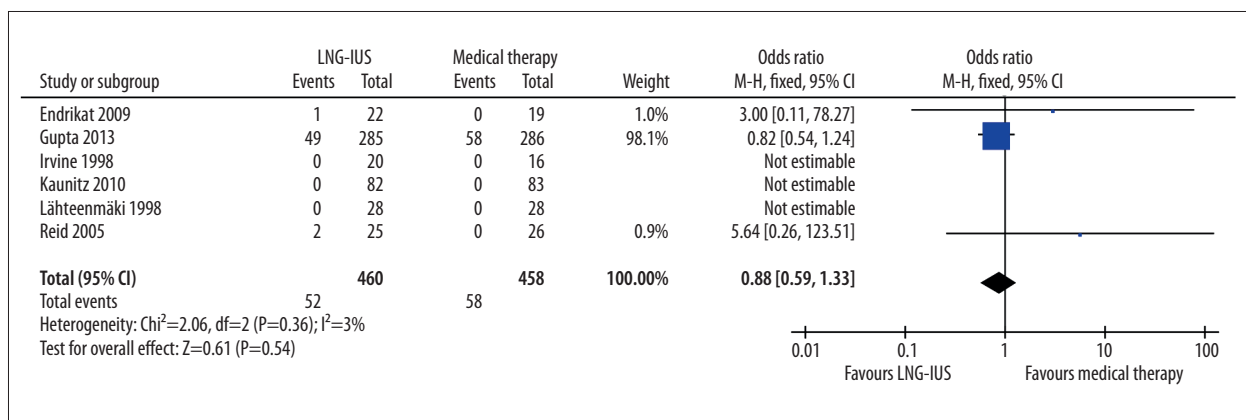 LNG-IUS Medical therapy Odds ratio Odds ratio
Study or subgroup Events Total Events Total Weight M-H, fixed, 95% CI M-H, fixed, 95% CI
Endrikat 2009 1 22 0 19 1.0% 3.00 [0.11, 78.27]
Gupta 2013 49 285 58 286 98.1% 0.82 [0.54, 1.24]
Irvine 1998 0 20 0 16 Not estimable
Kaunitz 2010 0 82 0 83 Not estimable
Lähteenmäki 1998 0 28 0 28 Not estimable
Reid 2005 2 25 0 26 0.9% 5.64 [0.26, 123.51]
Total (95% CI) 460 458 100.00% 0.88 [0.59, 1.33]
Total events 52 58
Heterogeneity: Chi²=2.06, df=2 (P=0.36); I²=3%
Test for overall effect: Z=0.61 (P=0.54)
0.01 0.1 1 10 100
Favours LNG-IUS Favours medical therapy